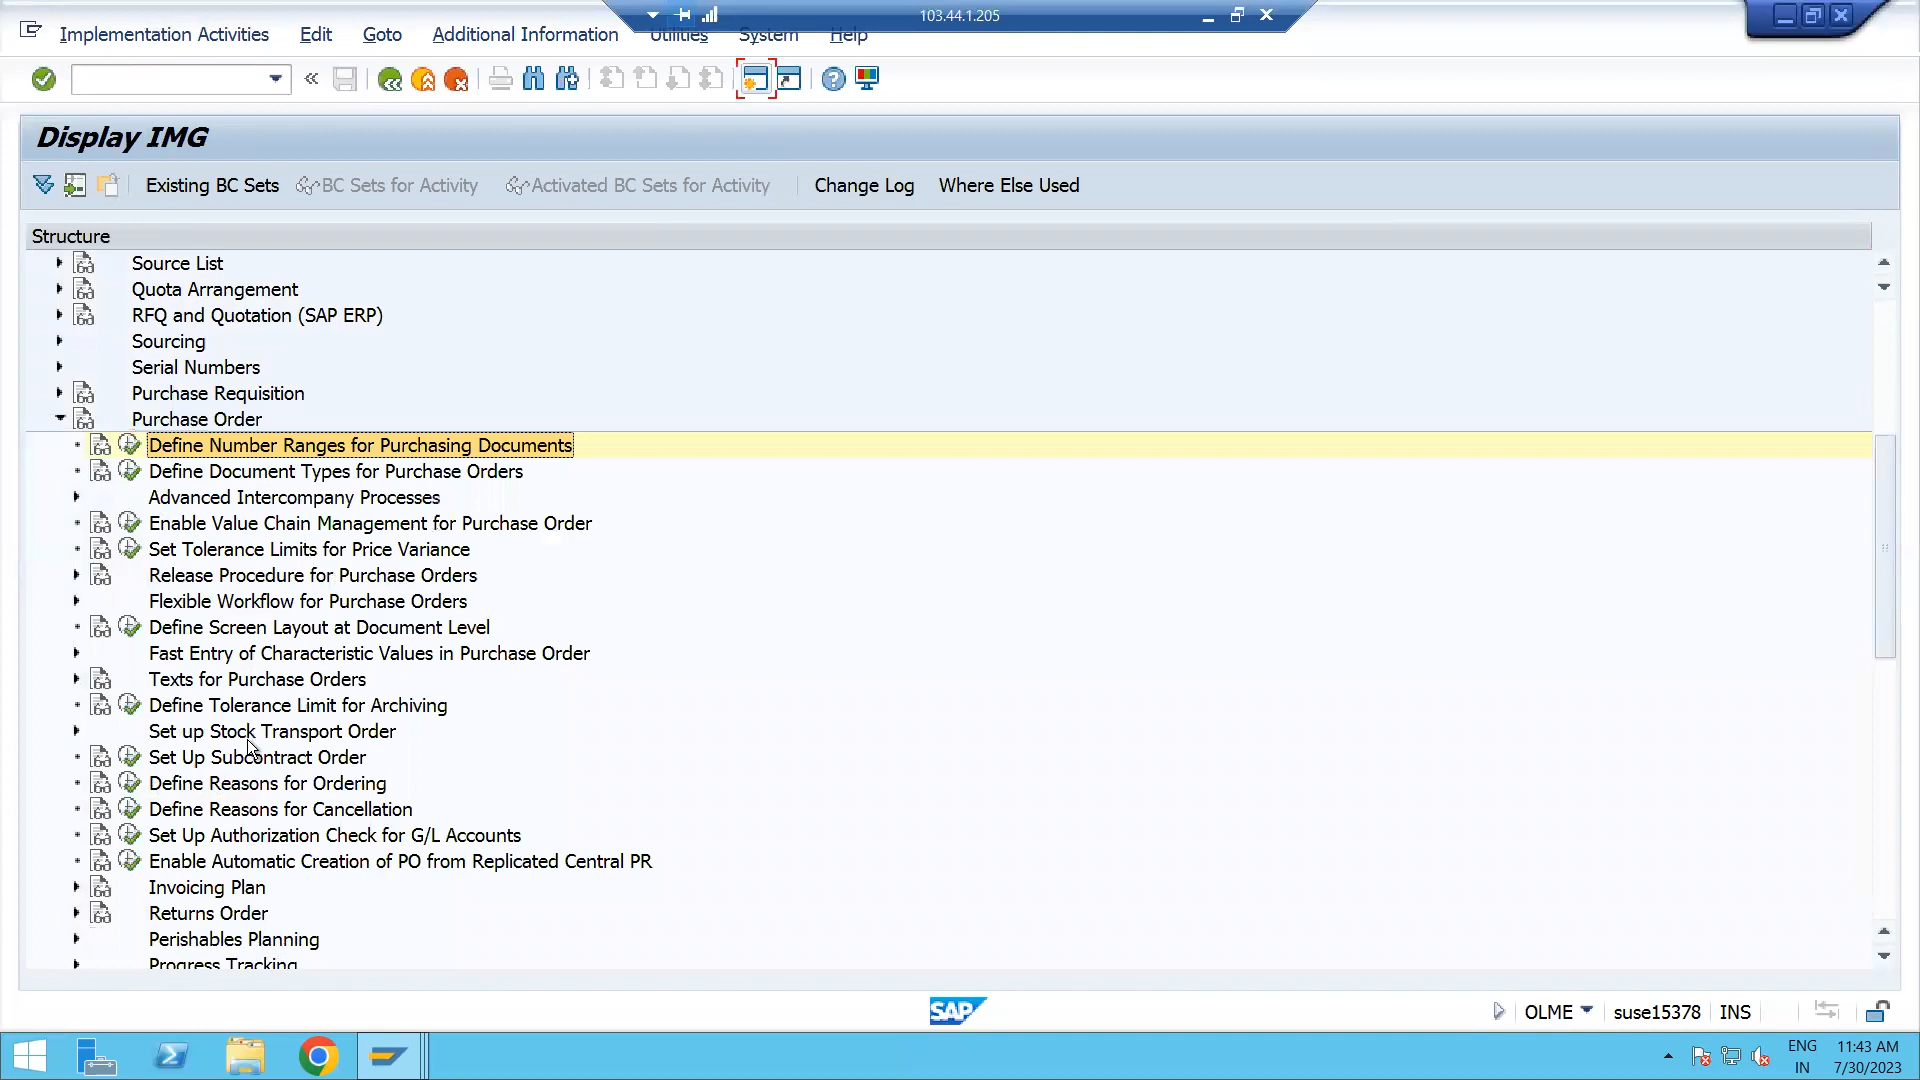 103.44.1.205
Implementation Activities Edit Goto Additional Information Utilities System Help
Display IMG
Existing BC Sets BC Sets for Activity Activated BC Sets for Activity Change Log Where Else Used
Structure
Source List
Quota Arrangement
RFQ and Quotation (SAP ERP)
Sourcing
Serial Numbers
Purchase Requisition
Purchase Order
Define Number Ranges for Purchasing Documents
Define Document Types for Purchase Orders
Advanced Intercompany Processes
Enable Value Chain Management for Purchase Order
Set Tolerance Limits for Price Variance
Release Procedure for Purchase Orders
Flexible Workflow for Purchase Orders
Define Screen Layout at Document Level
Fast Entry of Characteristic Values in Purchase Order
Texts for Purchase Orders
Define Tolerance Limit for Archiving
Set up Stock Transport Order
Set Up Subcontract Order
Define Reasons for Ordering
Define Reasons for Cancellation
Set Up Authorization Check for G/L Accounts
Enable Automatic Creation of PO from Replicated Central PR
Invoicing Plan
Returns Order
Perishables Planning
Progress Tracking
SAP OLME suse15378 INS
ENG 11:43 AM
IN 7/30/2023